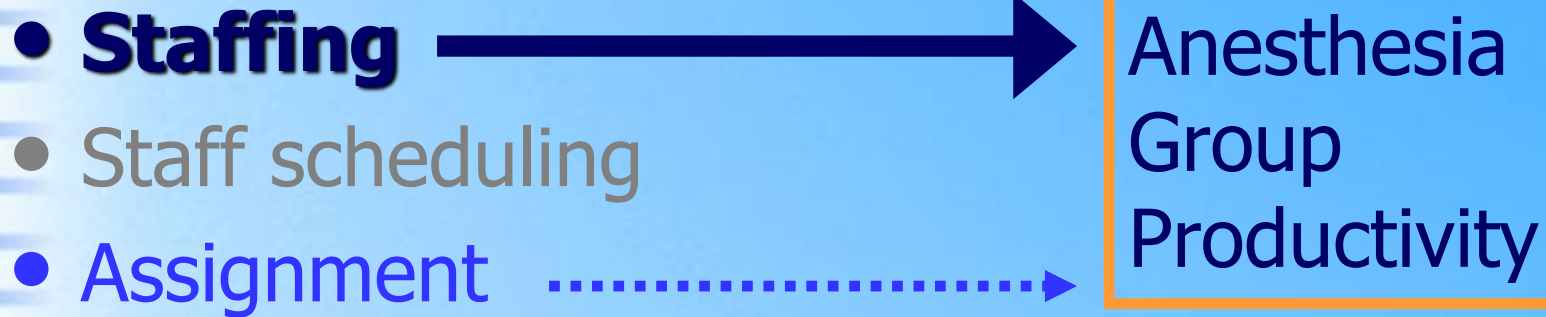 • Staffing
• Staff scheduling
• Assignment
Anesthesia
Group
Productivity